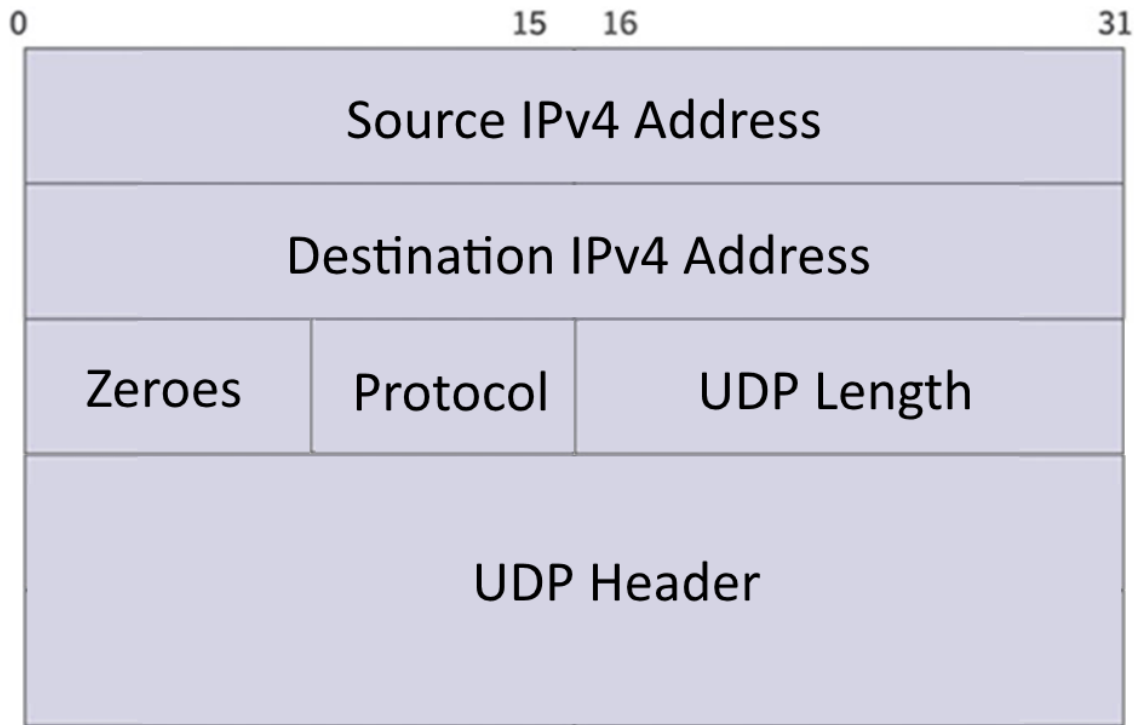 0 15 16 31
Source IPv4 Address
Destination IPv4 Address
Zeroes Protocol UDP Length
UDP Header